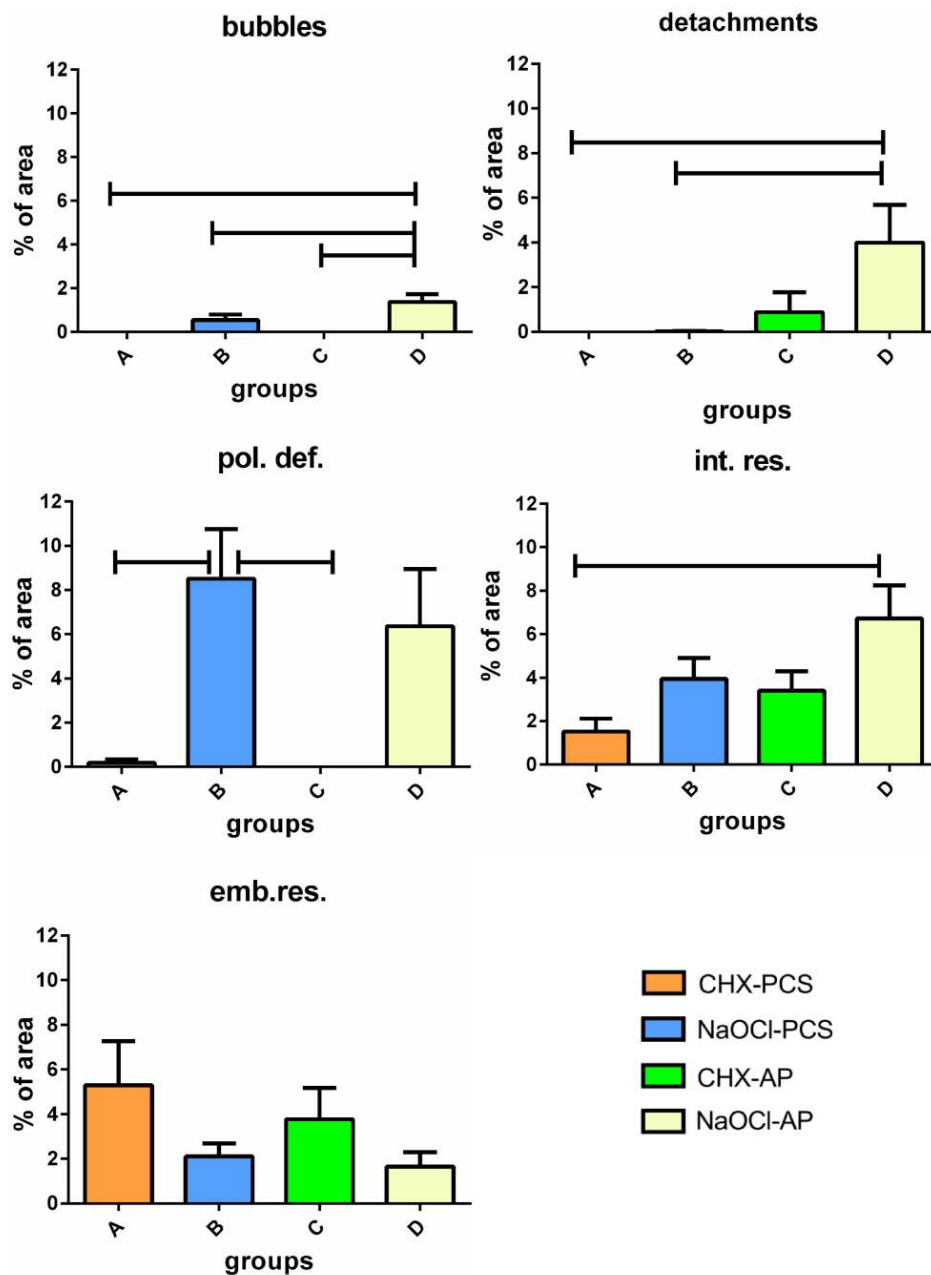 bubbles
% of area
12
10
8
6
4
2
0
A B C D
groups
detachments
% of area
12
10
8
6
4
2
0
A B C D
groups
pol. def.
% of area
12
10
8
6
4
2
0
A B C D
groups
int. res.
% of area
12
10
8
6
4
2
0
A B C D
groups
emb.res.
% of area
12
10
8
6
4
2
0
A B C D
groups
CHX-PCS
NaOCl-PCS
CHX-AP
NaOCl-AP